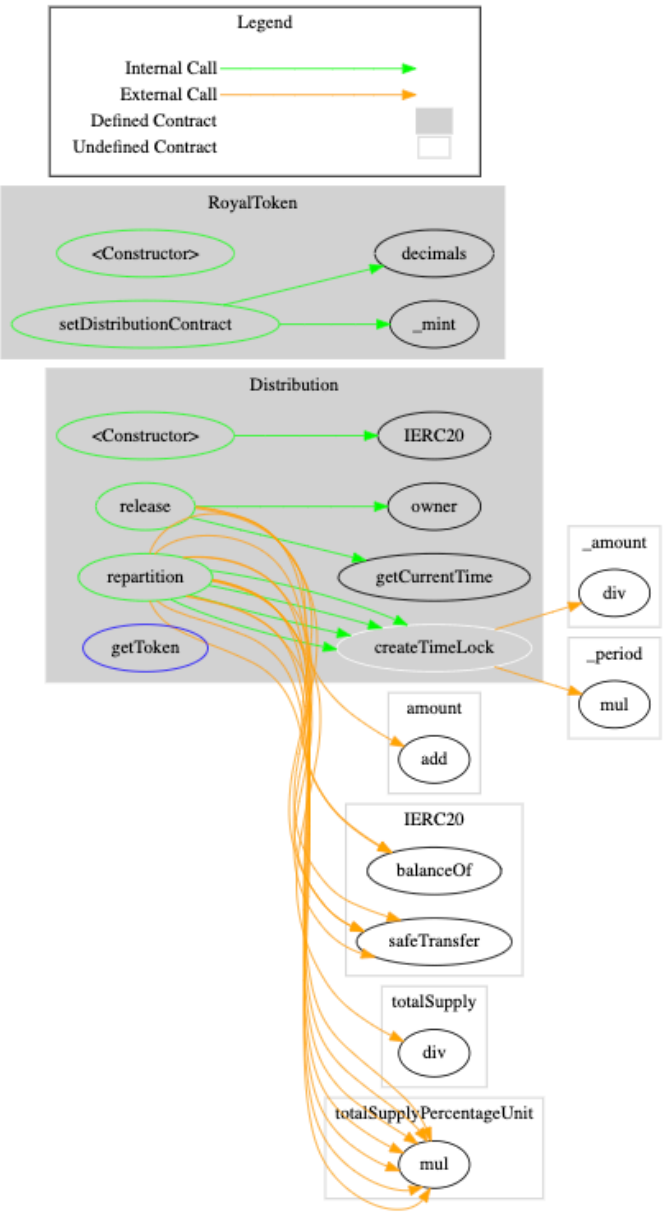 Legend
Internal Call
External Call
Defined Contract
Undefined Contract
RoyalToken
<Constructor>
decimals
setDistributionContract
_mint
Distribution
<Constructor>
IERC20
release
owner
repartition
getCurrentTime
getToken
createTimeLock
_amount
div
_period
mul
amount
add
IERC20
balanceOf
safeTransfer
totalSupply
div
totalSupplyPercentageUnit
mul